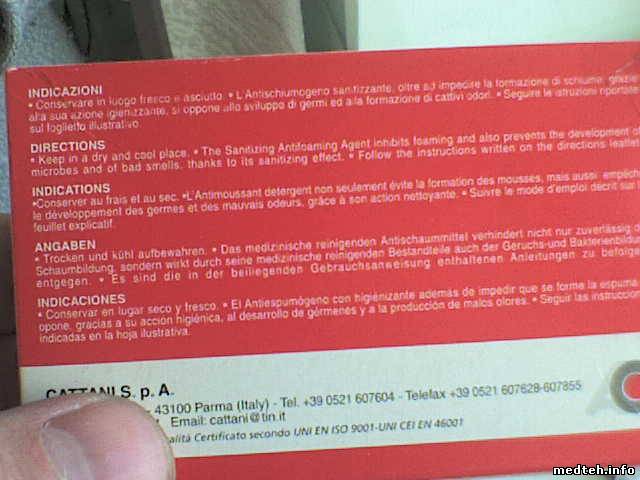 INDICAZIONI
• Conservare in luogo fresco e asciutto. • L'Antischiumogeno sanitizzante, oltre ad impedire la formazione di schiume, grazie
alla sua azione igienizzante, si oppone allo sviluppo di germi ed alla formazione di cattivi odori. • Seguire le istruzioni riportate
sul foglietto illustrativo.
DIRECTIONS
• Keep in a dry and cool place. • The Sanitizing Antifoaming Agent inhibits foaming and also prevents the development o
microbes and of bad smells, thanks to its sanitizing effect. • Follow the instructions written on the directions leaflet
INDICATIONS
•Conserver au frais et au sec. •L'Antimoussant detergent non seulement évite la formation des mousses, mais aussi empêche
le développement des germes et des mauvais odeurs, grâce à son action nettoyante. • Suivre le mode d'emploi décrit sur
feuillet explicatif.
ANGABEN
• Trocken und kühl aufbewahren. • Das medizinische reinigenden Antischaummittel verhindert nicht nur zuverlässig d
Schaumbildung, sondern wirkt durch seine medizinische reinigenden Bestandteile auch der Geruchs-und Bakterienbildun
entgegen. • Es sind die in der beiliegenden Gebrauchsanweisung enthaltenen Anleitungen zu befolge
INDICACIONES
• Conservar en lugar seco y fresco. • El Antiespumógeno con higienizante además de impedir que se forme la espuma
opone, gracias a su acción higiénica, al desarrollo de gérmenes y a la producción de malos olores. • Seguir las instruccio
indicadas en la hoja ilustrativa.
CATTANI S. p. A.
43100 Parma (Italy) - Tel. +39 0521 607604 - Telefax +39 0521 607628-607855
Email: cattani@tin.it
alità Certificato secondo UNI EN ISO 9001-UNI CEI EN 46001
medteh.info